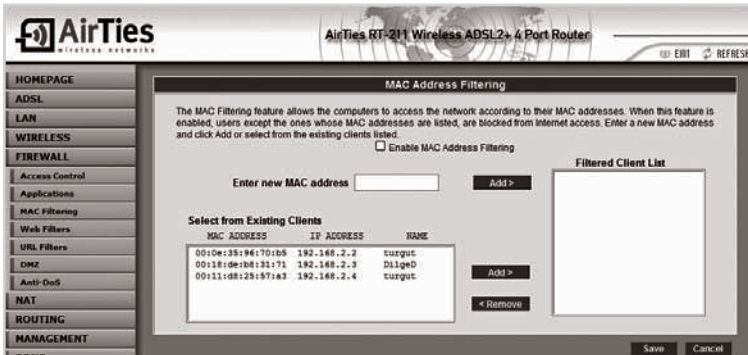 AirTies
wireless networks
AirTies RT-211 Wireless ADSL2+ 4 Port Router
EXIT REFRESH
HOMEPAGE
ADSL
LAN
WIRELESS
FIREWALL
Access Control
Applications
MAC Filtering
Web Filters
URL Filters
DMZ
Anti-DoS
NAT
ROUTING
MANAGEMENT
MAC Address Filtering
The MAC Filtering feature allows the computers to access the network according to their MAC addresses. When this feature is
enabled, users except the ones whose MAC addresses are listed, are blocked from Internet access. Enter a new MAC address
and click Add or select from the existing clients listed.
Enable MAC Address Filtering
Filtered Client List
Enter new MAC address
Add >
Select from Existing Clients
MAC ADDRESS IP ADDRESS NAME
00:0e:35:96:70:b5 192.168.2.2 turgut
00:18:de:b8:31:71 192.168.2.3 DilgeD
00:11:d8:25:57:a3 192.168.2.4 turgut
Add >
< Remove
Save Cancel